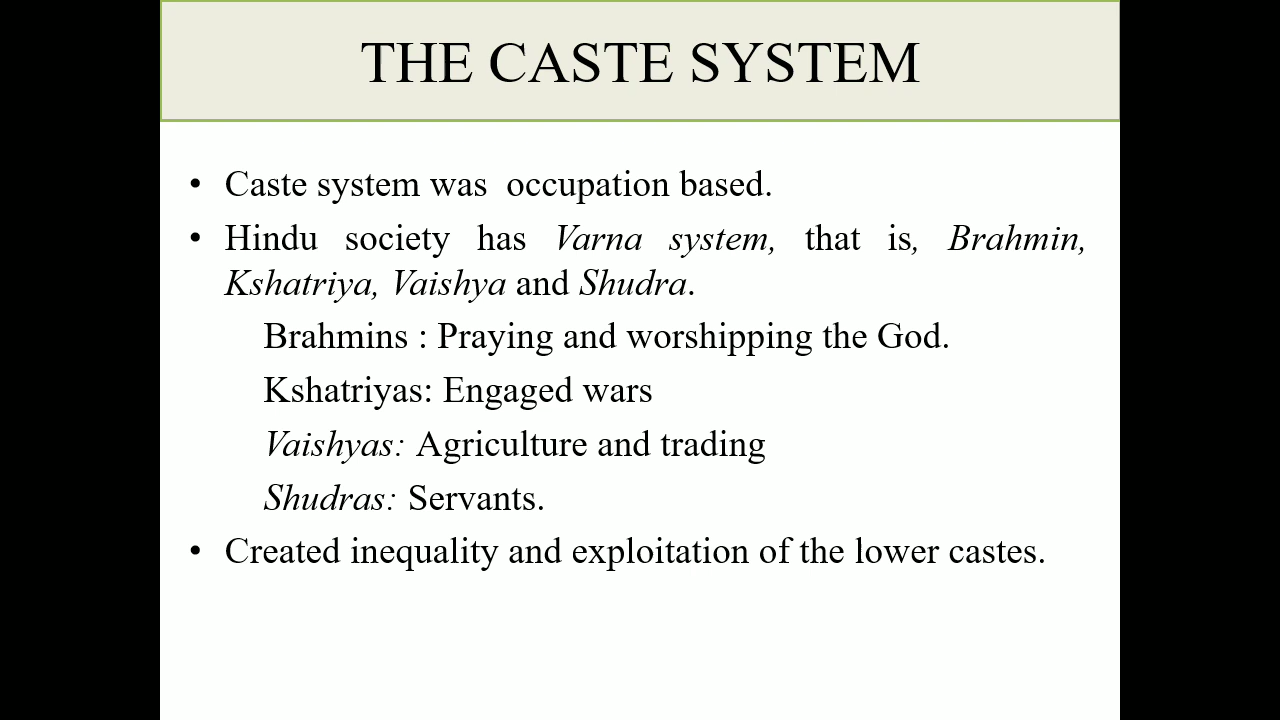 THE CASTE SYSTEM
• Caste system was  occupation based.
• Hindu society has Varna system, that is, Brahmin,
Kshatriya, Vaishya and Shudra.
Brahmins : Praying and worshipping the God.
Kshatriyas: Engaged wars
Vaishyas: Agriculture and trading
Shudras: Servants.
• Created inequality and exploitation of the lower castes.